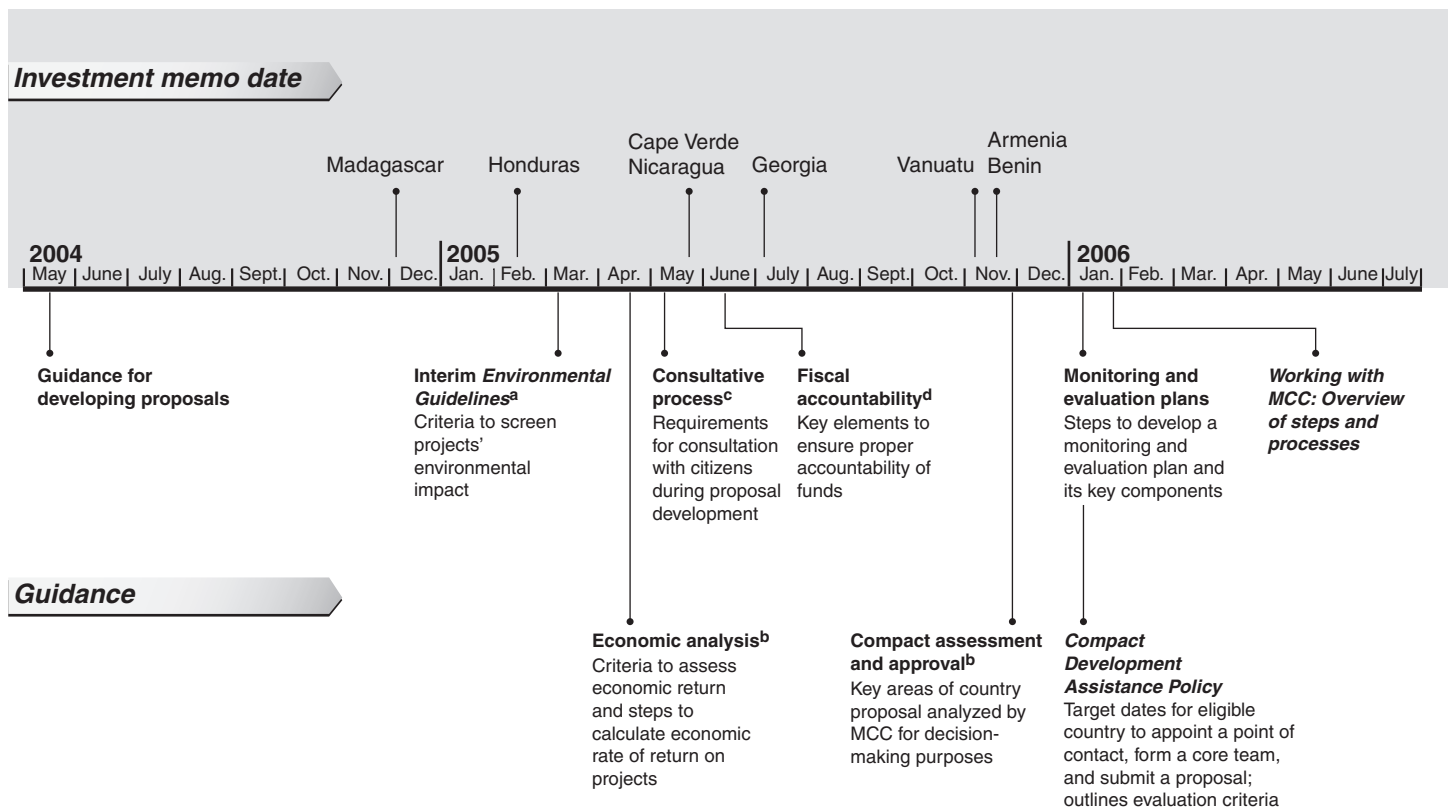 Investment memo date
Madagascar
Honduras
Cape Verde
Nicaragua
Georgia
Vanuatu
Armenia
Benin
2004
2005
2006
May June July Aug. Sept. Oct. Nov. Dec. Jan. Feb. Mar. Apr. May June July Aug. Sept. Oct. Nov. Dec. Jan. Feb. Mar. Apr. May June July
Guidance for
developing proposals
Interim Environmental
Guidelinesa
Criteria to screen
projects'
environmental
impact
Consultative
processc
Requirements
for consultation
with citizens
during proposal
development
Fiscal
accountabilityd
Key elements to
ensure proper
accountability of
funds
Monitoring and
evaluation plans
Steps to develop a
monitoring and
evaluation plan and
its key components
Working with
MCC: Overview
of steps and
processes
Guidance
Economic analysisb
Criteria to assess
economic return
and steps to
calculate economic
rate of return on
projects
Compact assessment
and approvalb
Key areas of country
proposal analyzed by
MCC for decision-
making purposes
Compact
Development
Assistance Policy
Target dates for eligible
country to appoint a point of
contact, form a core team,
and submit a proposal;
outlines evaluation criteria